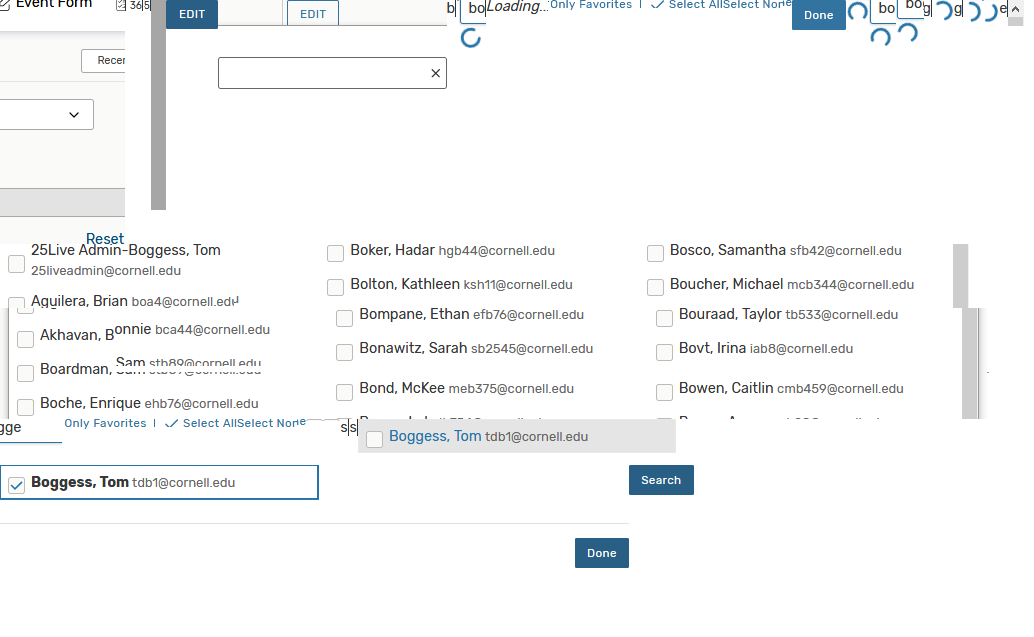 Event Form
EDIT
EDIT
Loading...
Only Favorites
Select All
Select None
Done
bo
bo
bo
Recen
Reset
25Live Admin-Boggess, Tom
25liveadmin@cornell.edu
Boker, Hadar hgb44@cornell.edu
Bosco, Samantha sfb42@cornell.edu
Bolton, Kathleen ksh11@cornell.edu
Boucher, Michael mcb344@cornell.edu
Aguilera, Brian boa4@cornell.edu
Bompane, Ethan efb76@cornell.edu
Bouraad, Taylor tb533@cornell.edu
Akhavan, Bonnie bca44@cornell.edu
Bonawitz, Sarah sb2545@cornell.edu
Bovt, Irina iab8@cornell.edu
Boardman, Sam stb89@cornell.edu
Bond, McKee meb375@cornell.edu
Bowen, Caitlin cmb459@cornell.edu
Boche, Enrique ehb76@cornell.edu
gge
Only Favorites
Select All
Select None
Boggess, Tom tdb1@cornell.edu
Boggess, Tom tdb1@cornell.edu
Search
Done